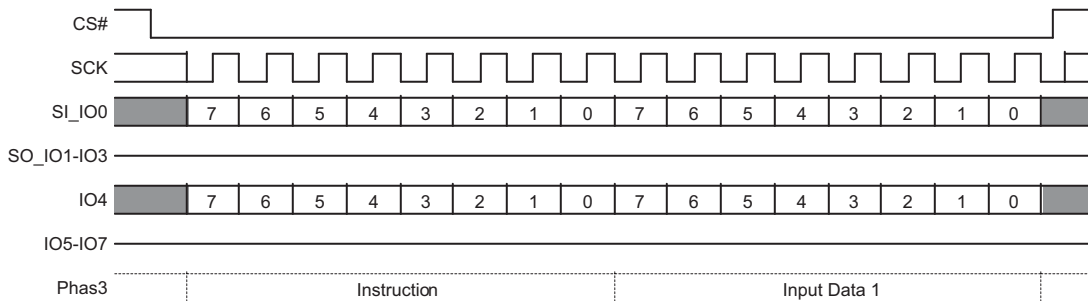 CS#
SCK
SI_IO0 7 6 5 4 3 2 1 0 7 6 5 4 3 2 1 0
SO_IO1-IO3
IO4 7 6 5 4 3 2 1 0 7 6 5 4 3 2 1 0
IO5-IO7
Phas3 Instruction Input Data 1